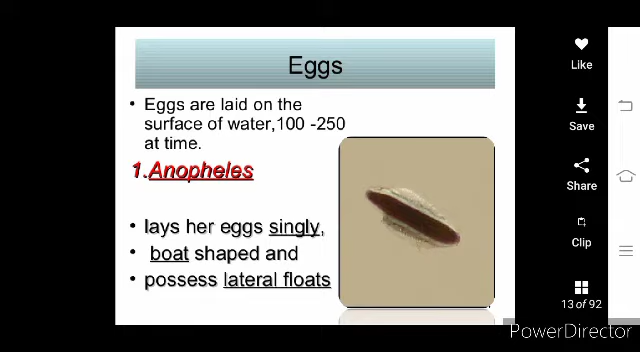 Eggs
• Eggs are laid on the
surface of water,100 -250
at time.
1.Anopheles
• lays her eggs singly,
• boat shaped and
• possess lateral floats
Like
Save
Share
Clip
13 of 92
PowerDirector